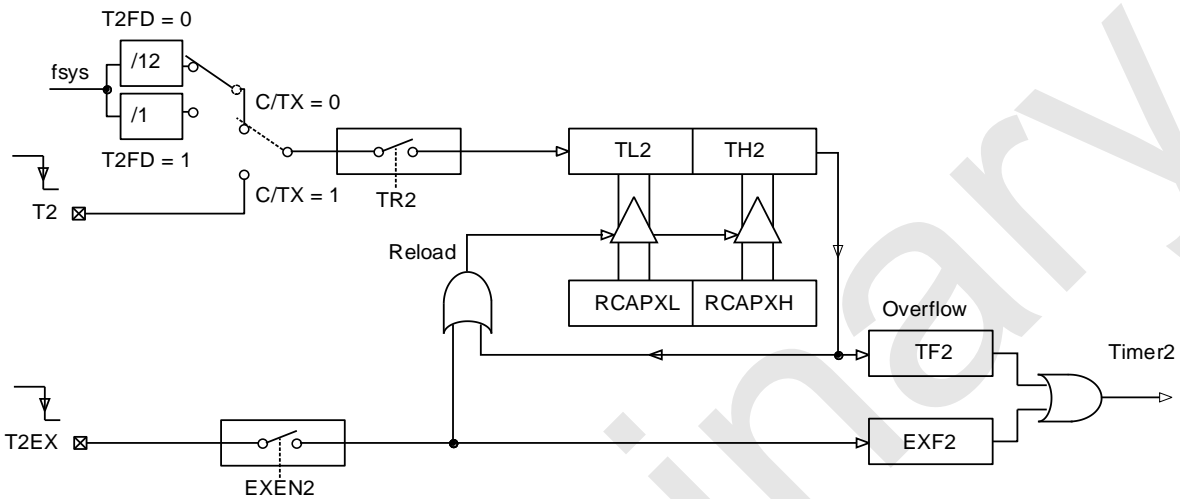 T2FD = 0
/12
fsys
C/TX = 0
/1
T2FD = 1
TL2
TH2
T2
C/TX = 1
TR2
Reload
RCAPXL
RCAPXH
Overflow
TF2
Timer2
T2EX
EXF2
EXEN2
inary